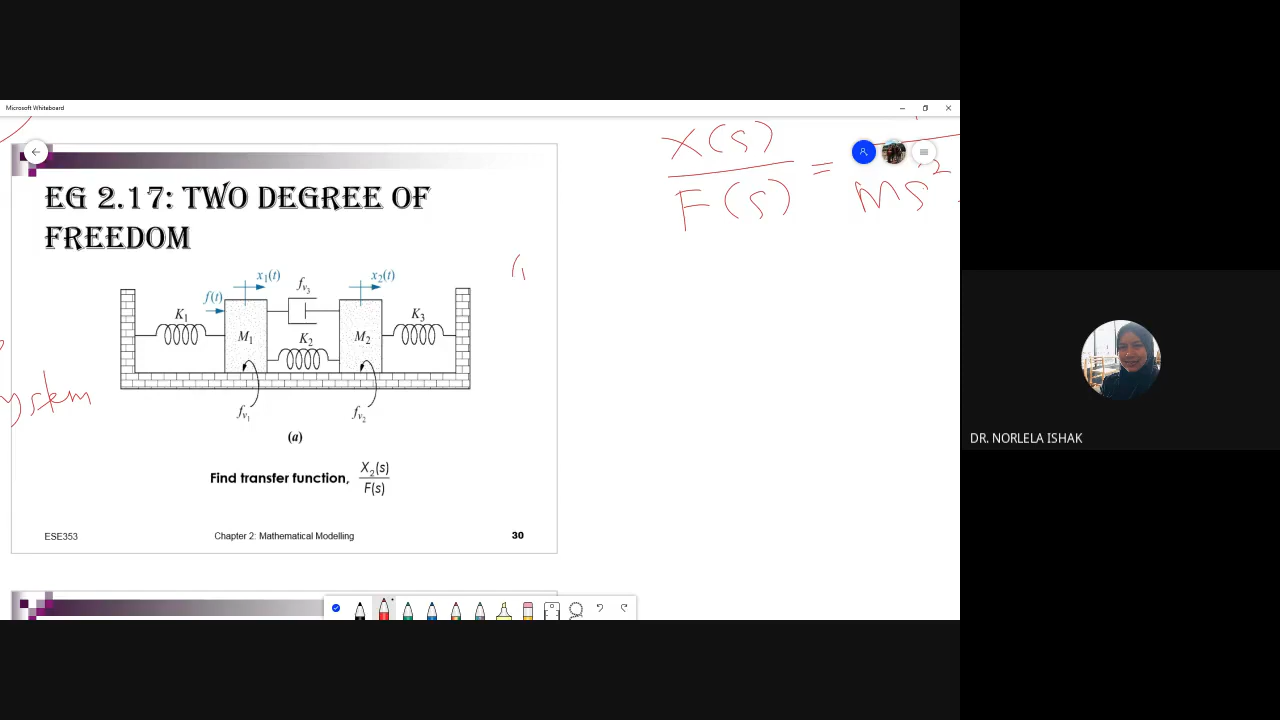 Microsoft Whiteboard
X(s)
F(s)
=
Ms²
EG 2.17: TWO DEGREE OF
FREEDOM
x₁(t)
x₂(t)
f(t)
fᵥ₃
K₁
K₂
K₃
M₁
M₂
ystem
fᵥ₁
fᵥ₂
(a)
Find transfer function, X₂(s)
F(s)
ESE353
Chapter 2: Mathematical Modelling
30
DR. NORLELA ISHAK